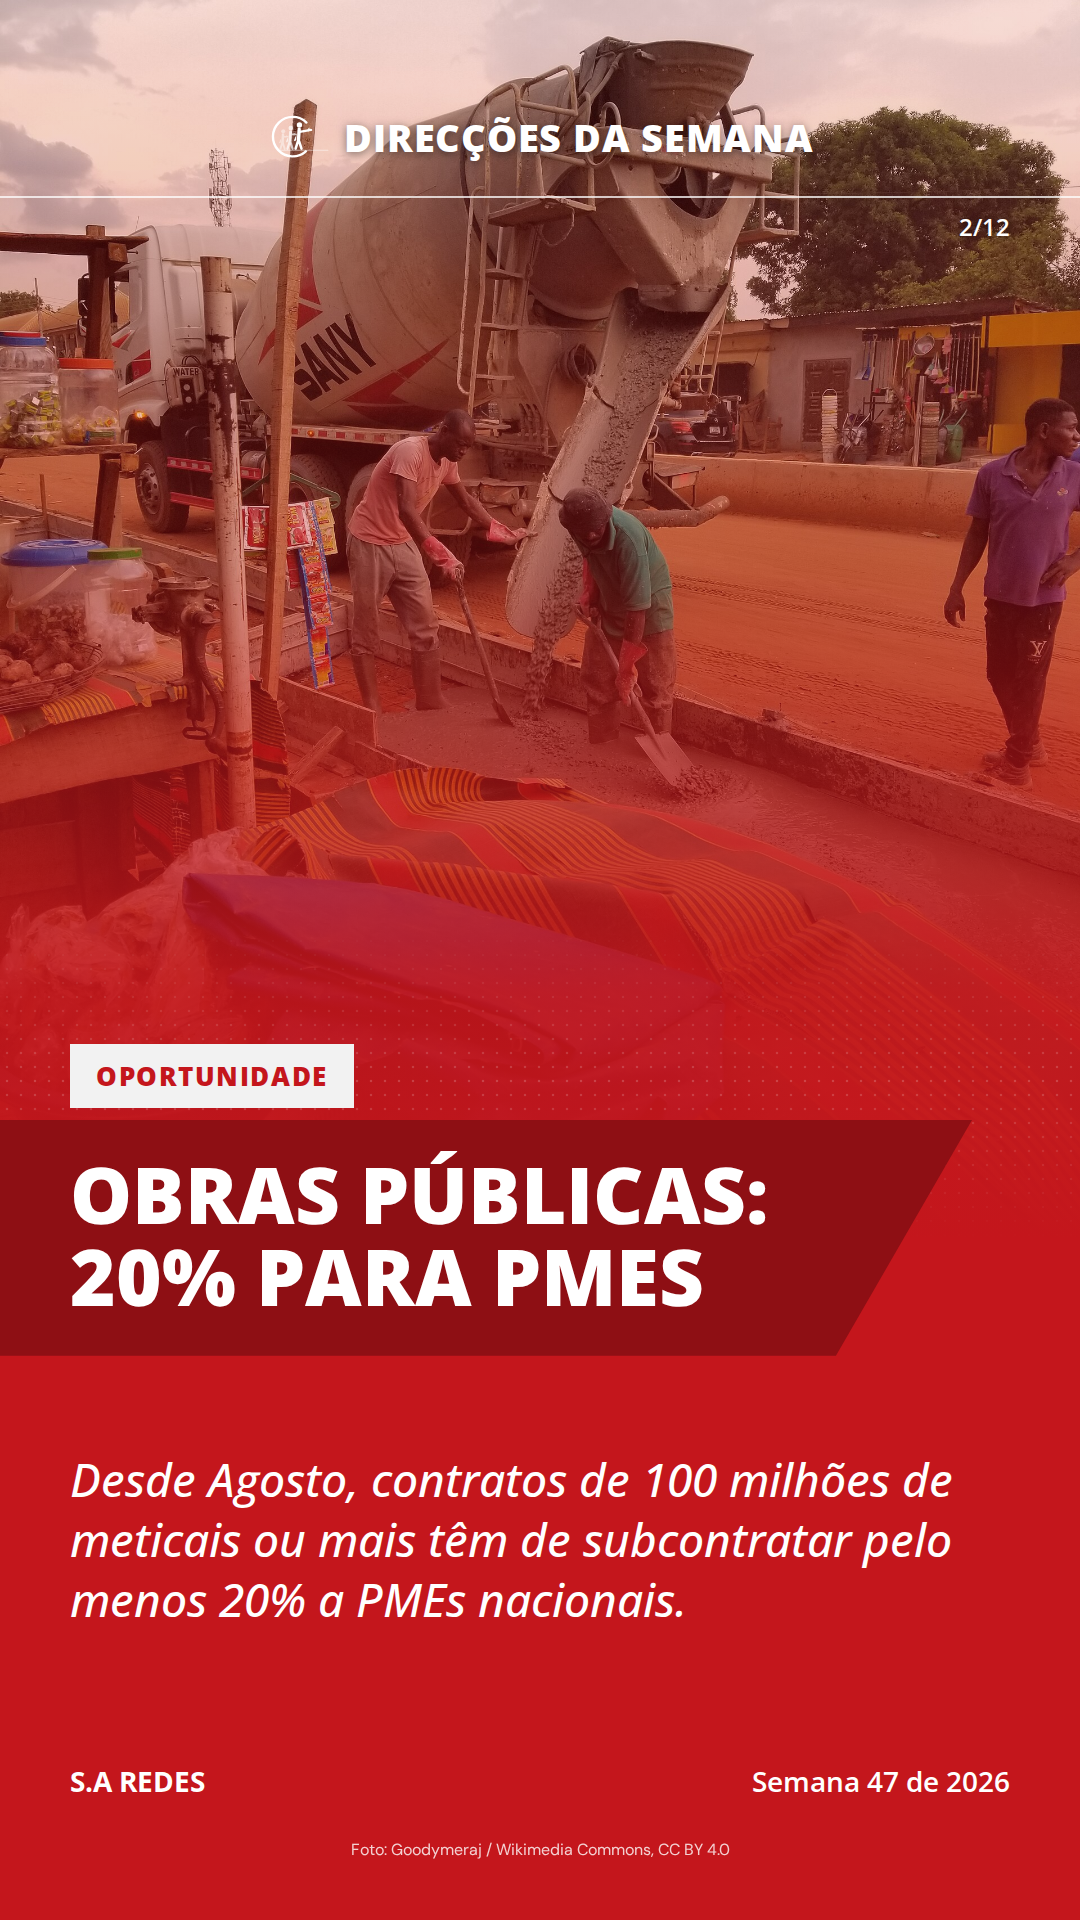 DIRECÇÕES DA SEMANA
2/12
WATER
SANY
OPORTUNIDADE
OBRAS PÚBLICAS:
20% PARA PMES
Desde Agosto, contratos de 100 milhões de
meticais ou mais têm de subcontratar pelo
menos 20% a PMEs nacionais.
S.A REDES
Semana 47 de 2026
Foto: Goodymeraj / Wikimedia Commons, CC BY 4.0